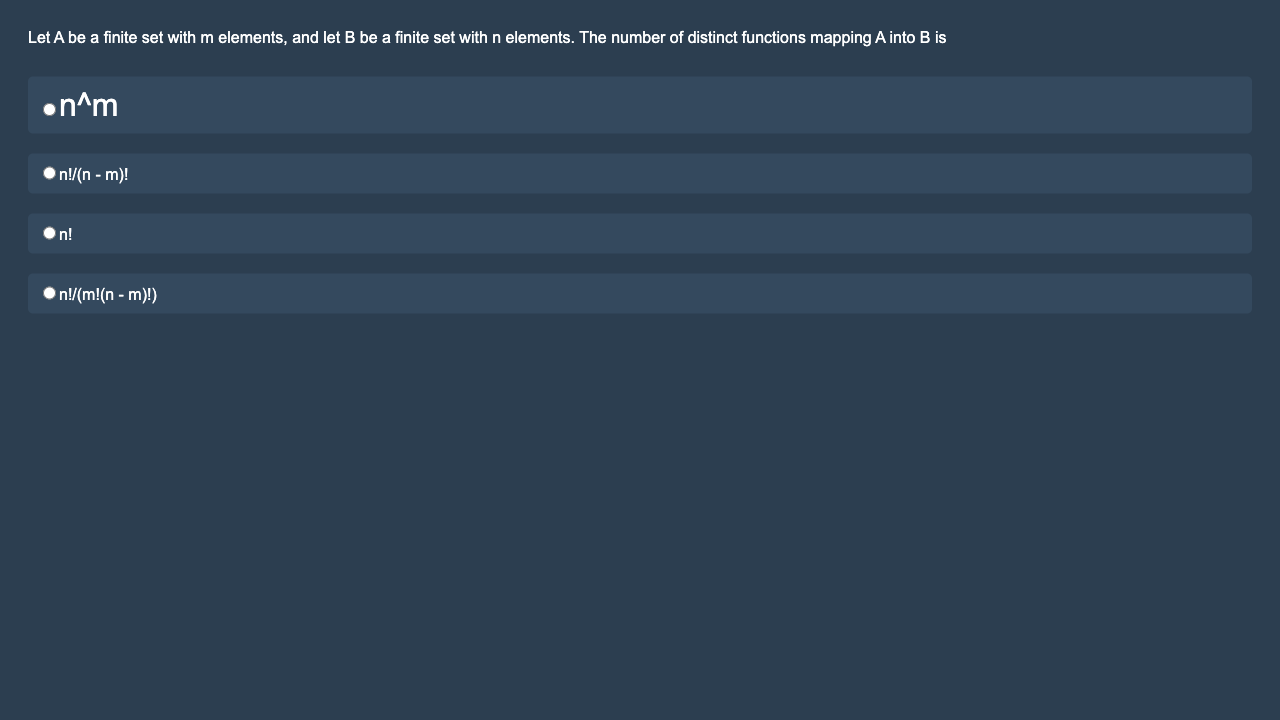 Let A be a finite set with m elements, and let B be a finite set with n elements. The number of distinct functions mapping A into B is
n^m
n!/(n - m)!
n!
n!/(m!(n - m)!)